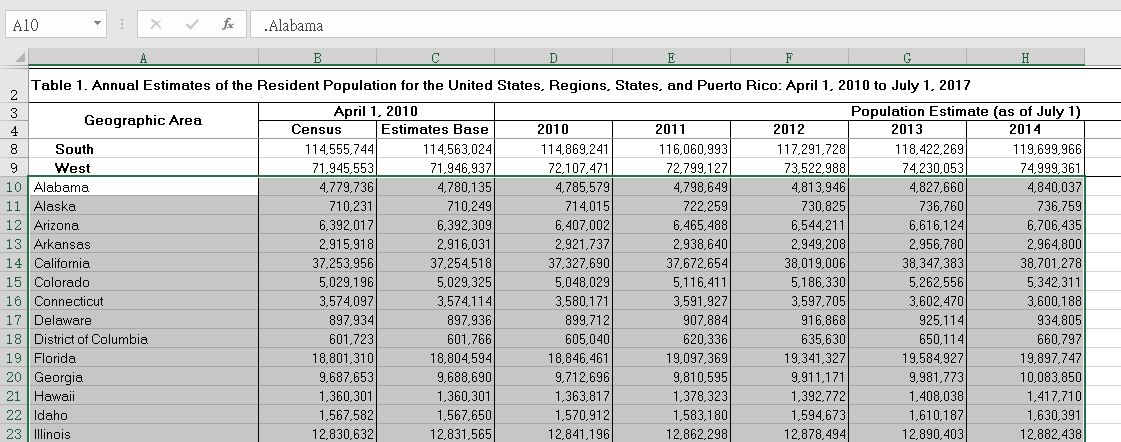 A10 fx .Alabama
A B C D E F G H
2 Table 1. Annual Estimates of the Resident Population for the United States, Regions, States, and Puerto Rico: April 1, 2010 to July 1, 2017
3 Geographic Area April 1, 2010 Population Estimate (as of July 1)
4 Census Estimates Base 2010 2011 2012 2013 2014
8 South 114,555,744 114,563,024 114,869,241 116,060,993 117,291,728 118,422,269 119,699,966
9 West 71,945,553 71,946,937 72,107,471 72,799,127 73,522,988 74,230,053 74,999,361
10 Alabama 4,779,736 4,780,135 4,785,579 4,798,649 4,813,946 4,827,660 4,840,037
11 Alaska 710,231 710,249 714,015 722,259 730,825 736,760 736,759
12 Arizona 6,392,017 6,392,309 6,407,002 6,465,488 6,544,211 6,616,124 6,706,435
13 Arkansas 2,915,918 2,916,031 2,921,737 2,938,640 2,949,208 2,956,780 2,964,800
14 California 37,253,956 37,254,518 37,327,690 37,672,654 38,019,006 38,347,383 38,701,278
15 Colorado 5,029,196 5,029,325 5,048,029 5,116,411 5,186,330 5,262,556 5,342,311
16 Connecticut 3,574,097 3,574,114 3,580,171 3,591,927 3,597,705 3,602,470 3,600,188
17 Delaware 897,934 897,936 899,712 907,884 916,868 925,114 934,805
18 District of Columbia 601,723 601,766 605,040 620,336 635,630 650,114 660,797
19 Florida 18,801,310 18,804,594 18,846,461 19,097,369 19,341,327 19,584,927 19,897,747
20 Georgia 9,687,653 9,688,690 9,712,696 9,810,595 9,911,171 9,981,773 10,083,850
21 Hawaii 1,360,301 1,360,301 1,363,817 1,378,323 1,392,772 1,408,038 1,417,710
22 Idaho 1,567,582 1,567,650 1,570,912 1,583,180 1,594,673 1,610,187 1,630,391
23 Illinois 12,830,632 12,831,565 12,841,196 12,862,298 12,878,494 12,890,403 12,882,438